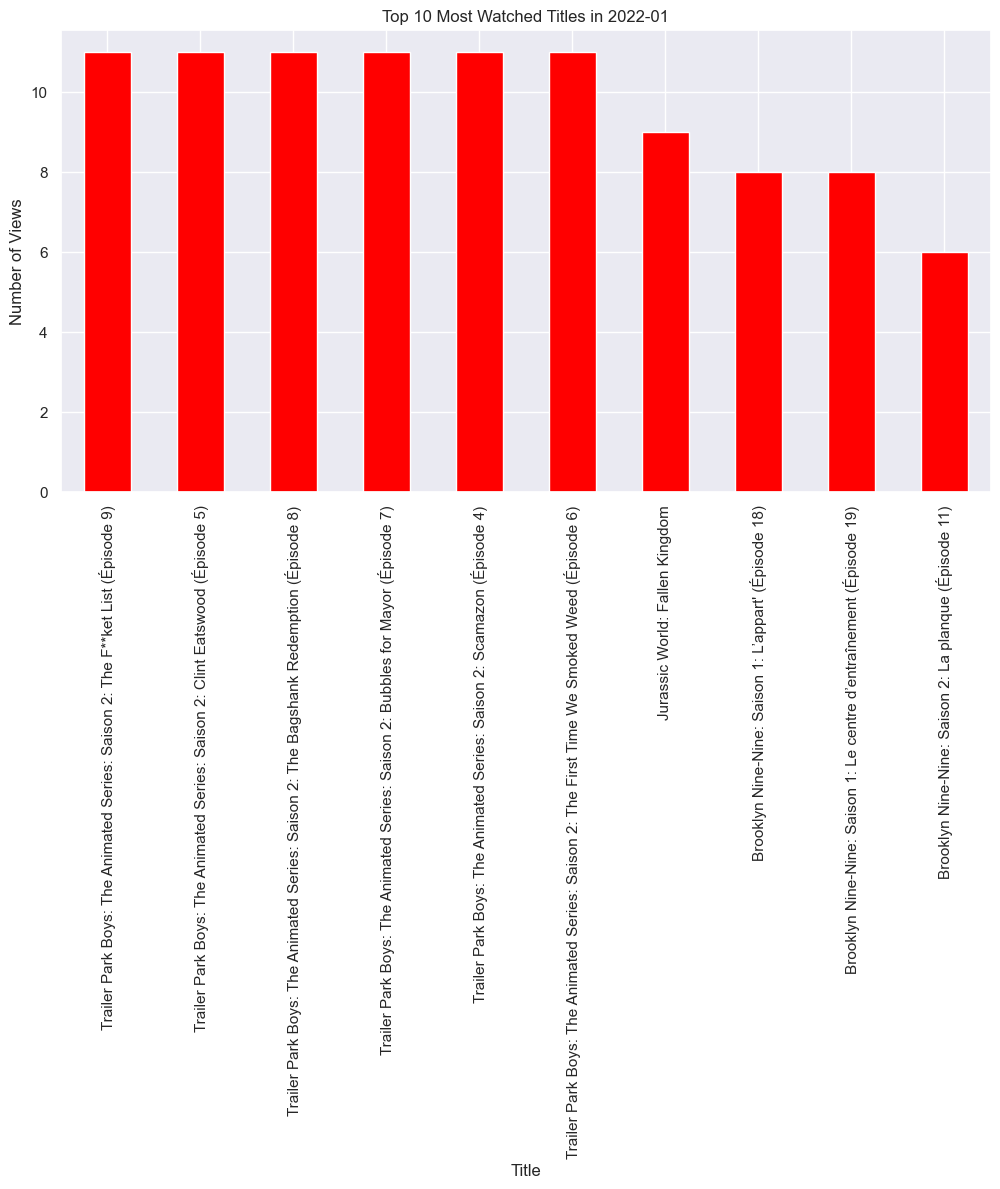 Top 10 Most Watched Titles in 2022-01
Number of Views
10
8
6
4
2
0
Trailer Park Boys: The Animated Series: Saison 2: The F**ket List (Épisode 9)
Trailer Park Boys: The Animated Series: Saison 2: Clint Eatswood (Épisode 5)
Trailer Park Boys: The Animated Series: Saison 2: The Bagshank Redemption (Épisode 8)
Trailer Park Boys: The Animated Series: Saison 2: Bubbles for Mayor (Épisode 7)
Trailer Park Boys: The Animated Series: Saison 2: Scamazon (Épisode 4)
Trailer Park Boys: The Animated Series: Saison 2: The First Time We Smoked Weed (Épisode 6)
Jurassic World: Fallen Kingdom
Brooklyn Nine-Nine: Saison 1: L'appart' (Épisode 18)
Brooklyn Nine-Nine: Saison 1: Le centre d'entraînement (Épisode 19)
Brooklyn Nine-Nine: Saison 2: La planque (Épisode 11)
Title